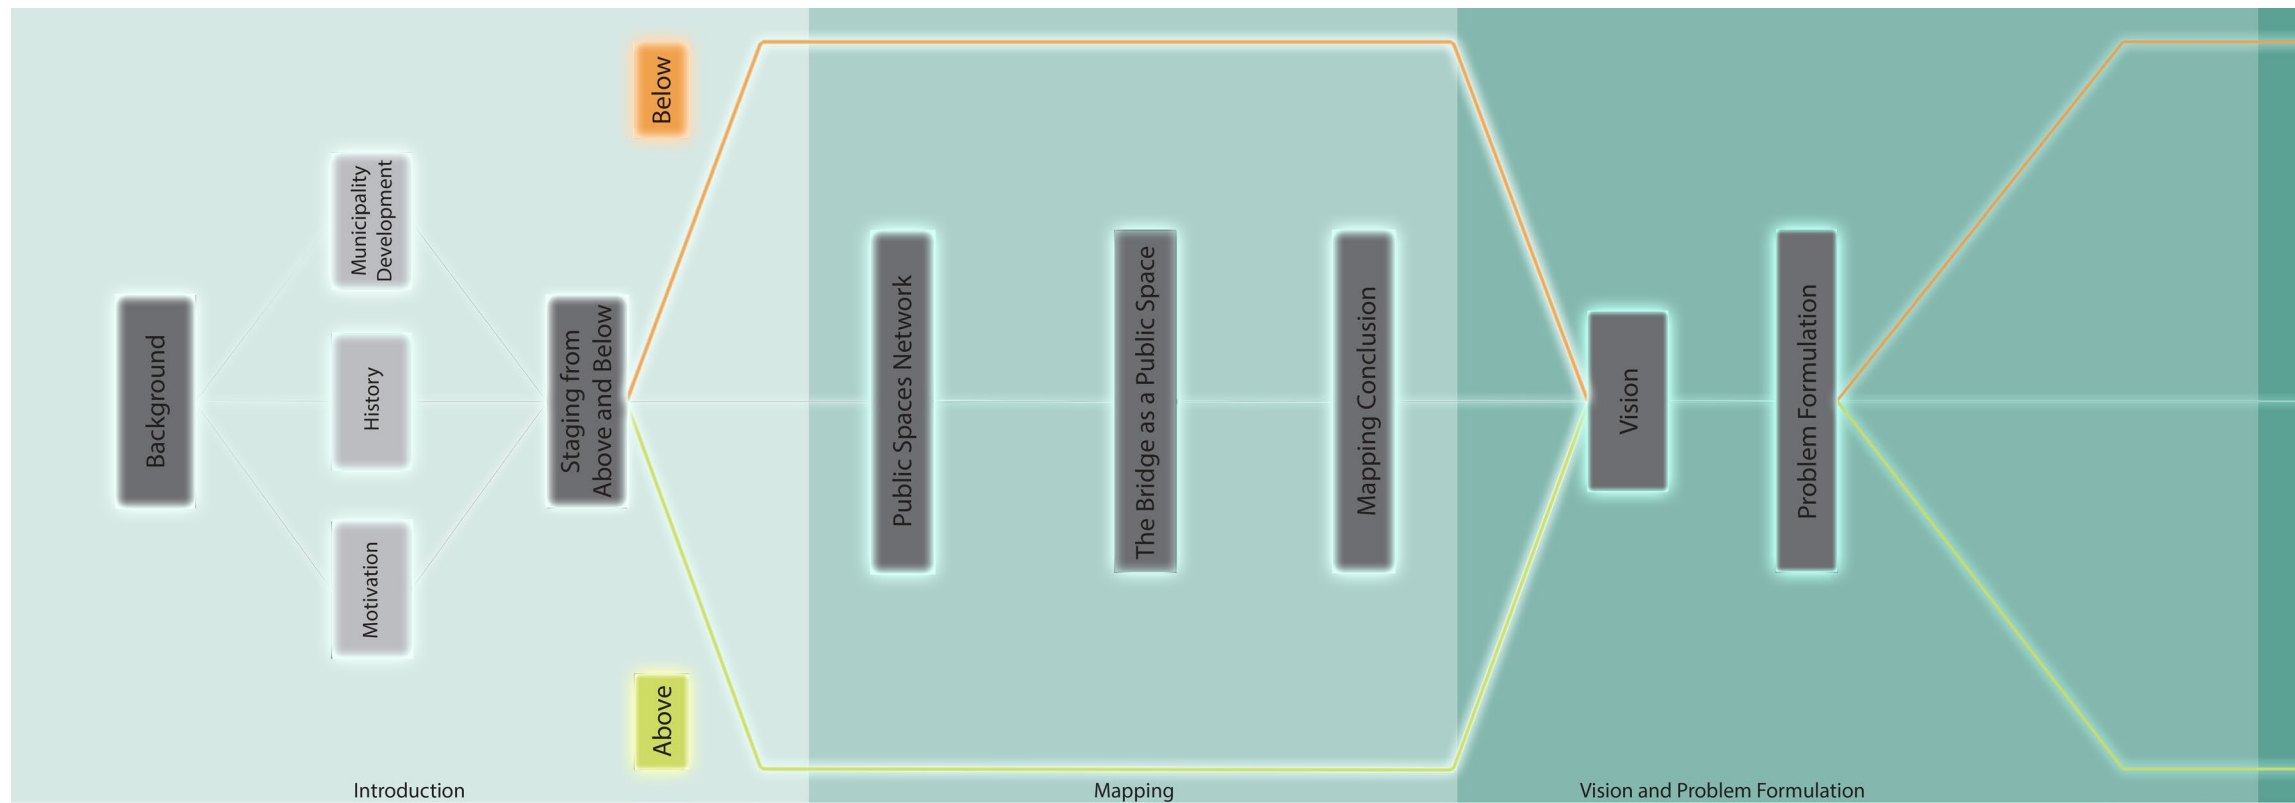 Background
Municipality
Development
History
Motivation
Staging from
Above and Below
Below
Above
Public Spaces Network
The Bridge as a Public Space
Mapping Conclusion
Vision
Problem Formulation
Introduction
Mapping
Vision and Problem Formulation